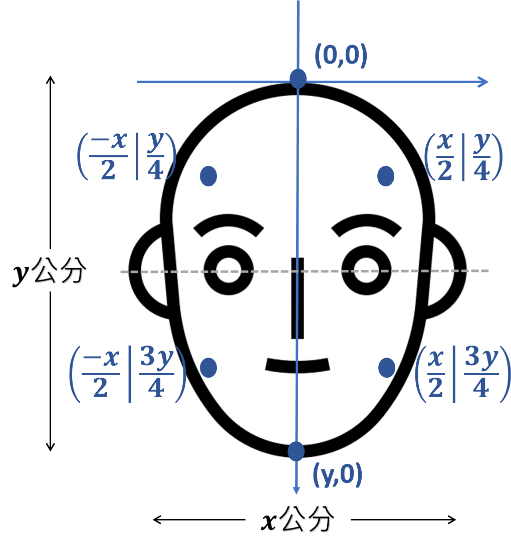 (0,0)
(-x/2 | y/4)
(x/2 | y/4)
y公分
(-x/2 | 3y/4)
(x/2 | 3y/4)
(y,0)
x公分